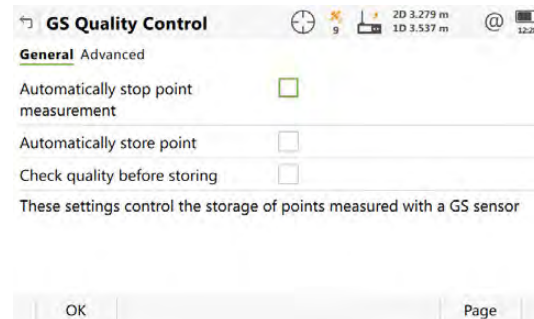 GS Quality Control
9
2D 3.279 m
1D 3.537 m
@
General Advanced
Automatically stop point
measurement
Automatically store point
Check quality before storing
These settings control the storage of points measured with a GS sensor
OK
Page